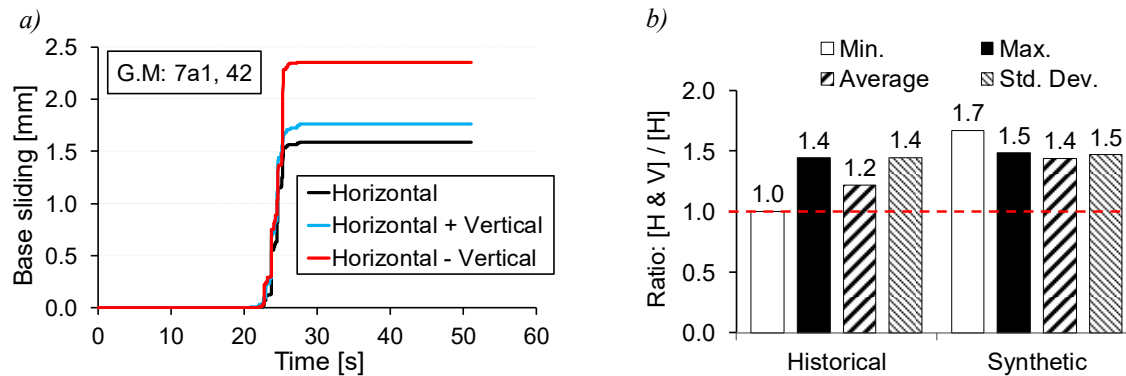 a)
G.M: 7a1, 42
Base sliding [mm]
2.5
2.0
1.5
1.0
0.5
0.0
Horizontal
Horizontal + Vertical
Horizontal - Vertical
0 10 20 30 40 50 60
Time [s]
b)
Min. Max.
Average Std. Dev.
Ratio: [H & V] / [H]
2.0
1.5
1.0
0.5
0.0
1.0 1.4 1.2 1.4 1.7 1.5 1.4 1.5
Historical Synthetic